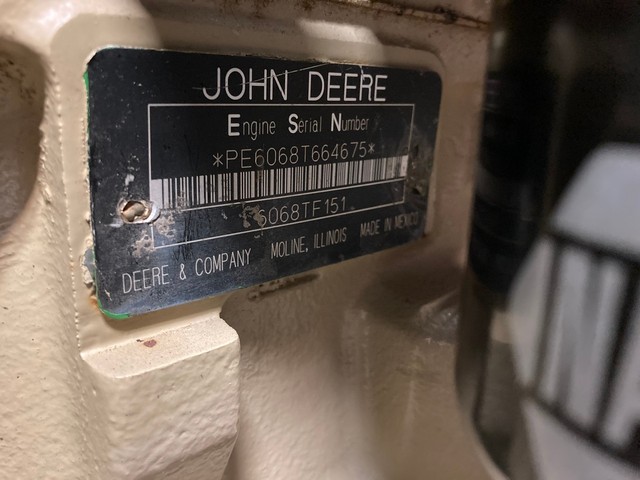 JOHN DEERE
Engine Serial Number
*PE6068T664675*
6068TF151
DEERE & COMPANY MOLINE, ILLINOIS MADE IN MEXICO